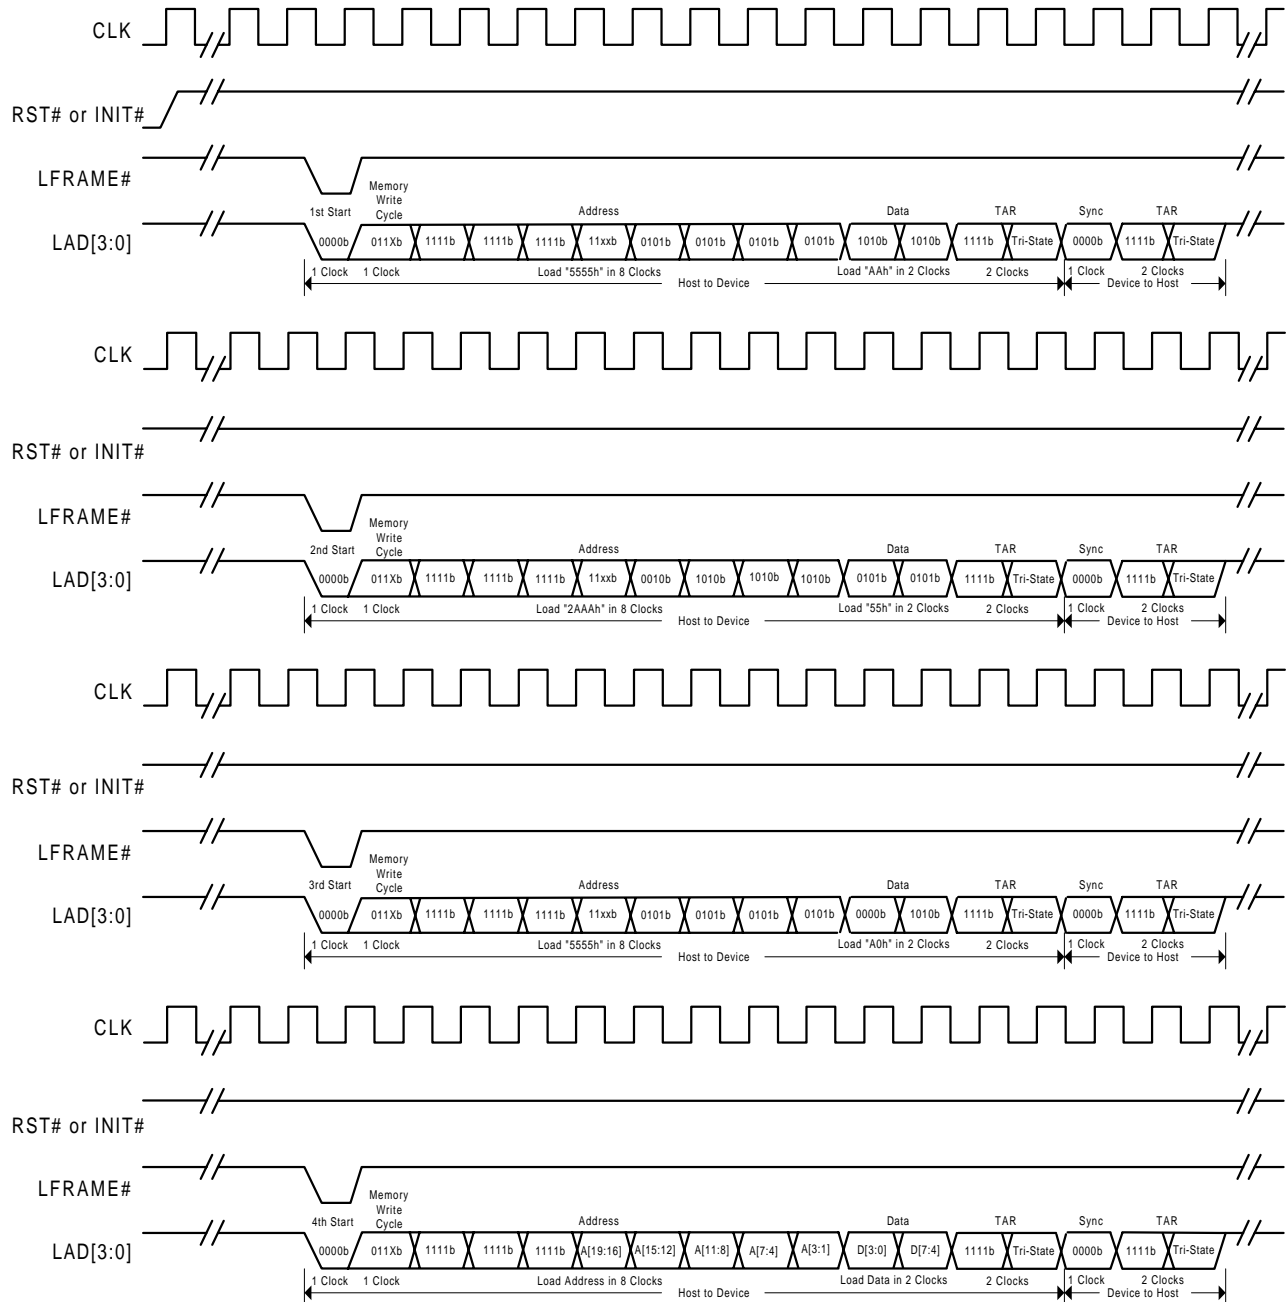 CLK
RST# or INIT#
LFRAME#
Memory
Write
Cycle
1st Start Address Data TAR Sync TAR
LAD[3:0] 0000b 011Xb 1111b 1111b 1111b 11xxb 0101b 0101b 0101b 0101b 1010b 1010b 1111b Tri-State 0000b 1111b Tri-State
1 Clock 1 Clock Load "5555h" in 8 Clocks Load "AAh" in 2 Clocks 2 Clocks 1 Clock 2 Clocks
Host to Device Device to Host
CLK
RST# or INIT#
LFRAME#
Memory
Write
Cycle
2nd Start Address Data TAR Sync TAR
LAD[3:0] 0000b 011Xb 1111b 1111b 1111b 11xxb 0010b 1010b 1010b 1010b 0101b 0101b 1111b Tri-State 0000b 1111b Tri-State
1 Clock 1 Clock Load "2AAAh" in 8 Clocks Load "55h" in 2 Clocks 2 Clocks 1 Clock 2 Clocks
Host to Device Device to Host
CLK
RST# or INIT#
LFRAME#
Memory
Write
Cycle
3rd Start Address Data TAR Sync TAR
LAD[3:0] 0000b 011Xb 1111b 1111b 1111b 11xxb 0101b 0101b 0101b 0101b 0000b 1010b 1111b Tri-State 0000b 1111b Tri-State
1 Clock 1 Clock Load "5555h" in 8 Clocks Load "A0h" in 2 Clocks 2 Clocks 1 Clock 2 Clocks
Host to Device Device to Host
CLK
RST# or INIT#
LFRAME#
Memory
Write
Cycle
4th Start Address Data TAR Sync TAR
LAD[3:0] 0000b 011Xb 1111b 1111b 1111b A[19:16] A[15:12] A[11:8] A[7:4] A[3:1] D[3:0] D[7:4] 1111b Tri-State 0000b 1111b Tri-State
1 Clock 1 Clock Load Address in 8 Clocks Load Data in 2 Clocks 2 Clocks 1 Clock 2 Clocks
Host to Device Device to Host